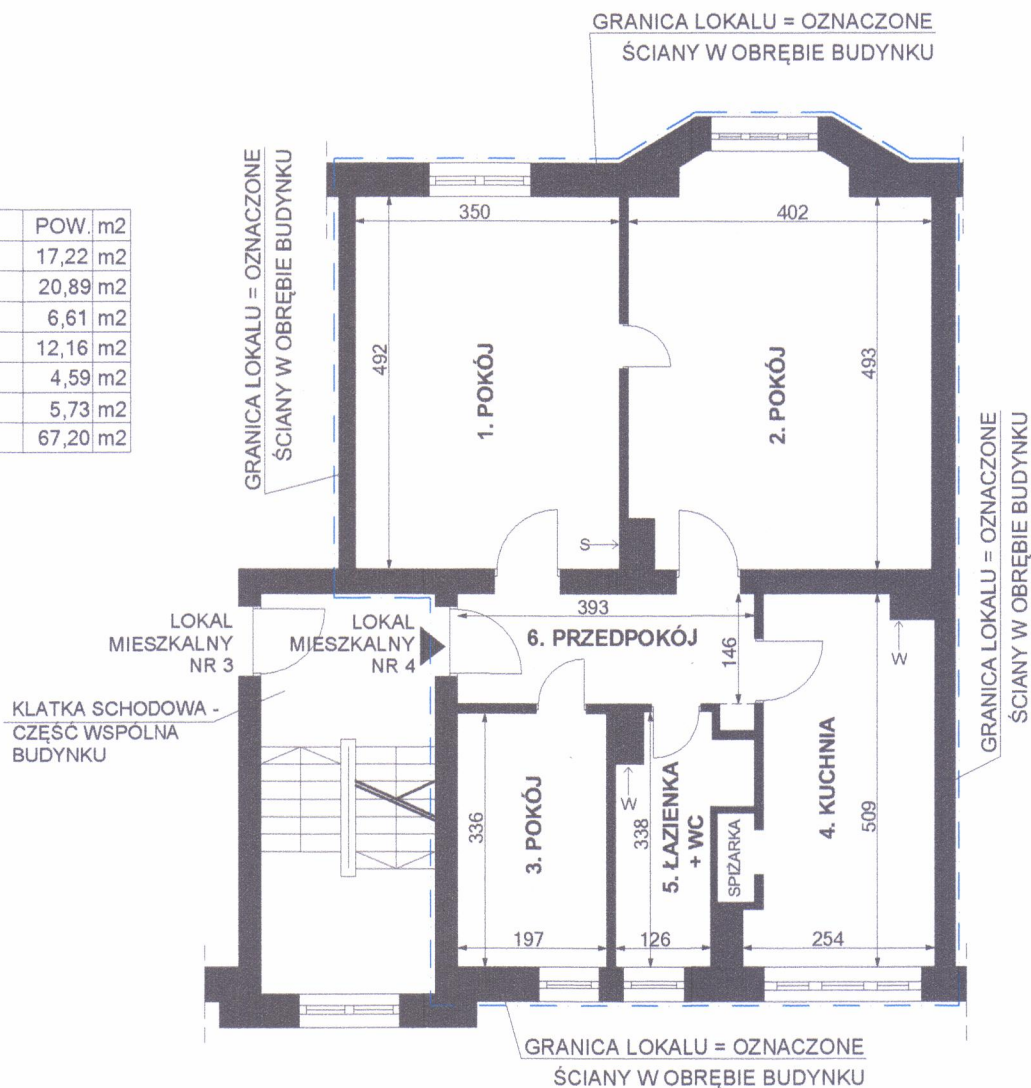 GRANICA LOKALU = OZNACZONE
ŚCIANY W OBRĘBIE BUDYNKU
GRANICA LOKALU = OZNACZONE
ŚCIANY W OBRĘBIE BUDYNKU
POW. m2
17,22 m2
20,89 m2
6,61 m2
12,16 m2
4,59 m2
5,73 m2
67,20 m2
350
402
492
1. POKÓJ
2. POKÓJ
493
S
GRANICA LOKALU = OZNACZONE
ŚCIANY W OBRĘBIE BUDYNKU
LOKAL
MIESZKALNY
NR 3
LOKAL
MIESZKALNY
NR 4
393
6. PRZEDPOKÓJ
146
W
KLATKA SCHODOWA -
CZĘŚĆ WSPÓLNA
BUDYNKU
336
3. POKÓJ
W
338
5. ŁAZIENKA
+ WC
SPIŻARKA
4. KUCHNIA
509
197
126
254
GRANICA LOKALU = OZNACZONE
ŚCIANY W OBRĘBIE BUDYNKU